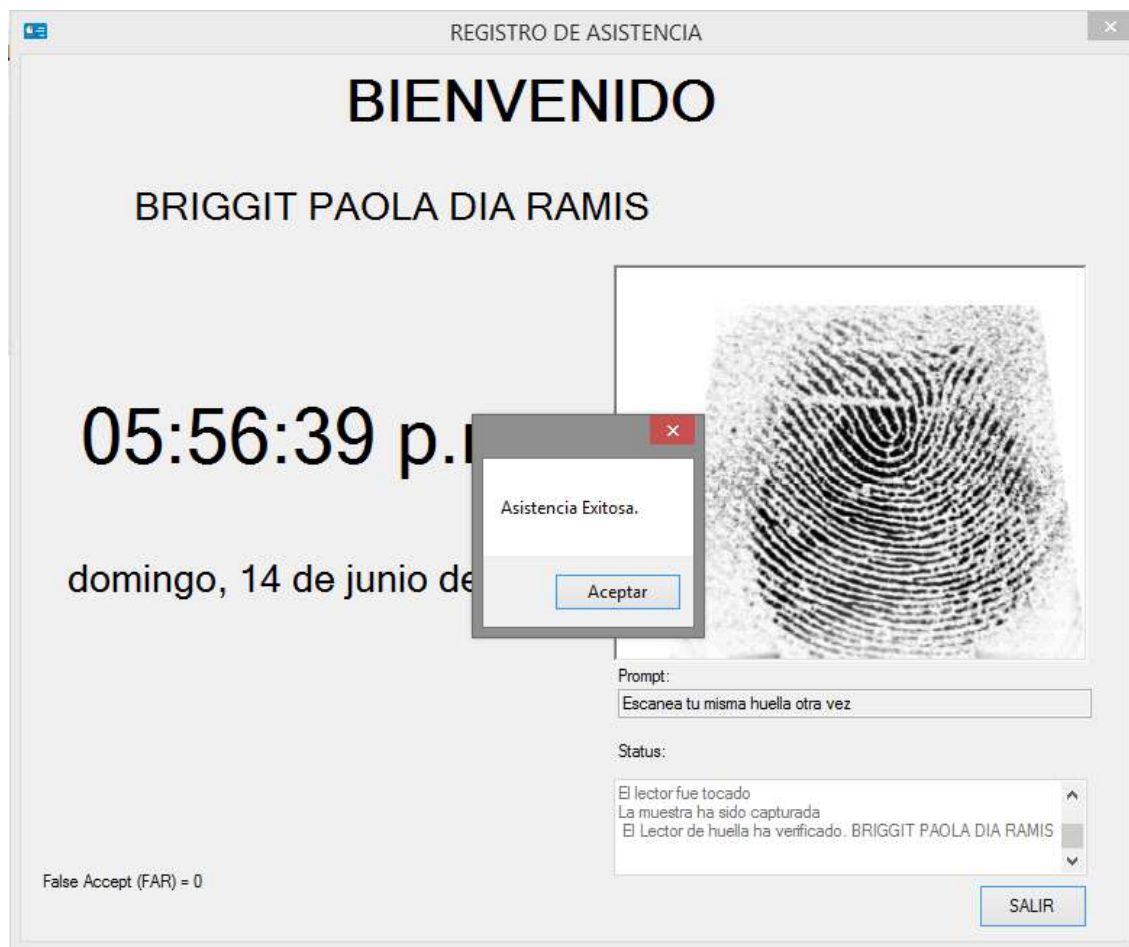 REGISTRO DE ASISTENCIA
BIENVENIDO
BRIGGIT PAOLA DIA RAMIS
05:56:39 p.
domingo, 14 de junio de
Asistencia Exitosa.
Aceptar
Prompt:
Escanea tu misma huella otra vez
Status:
El lector fue tocado
La muestra ha sido capturada
El Lector de huella ha verificado. BRIGGIT PAOLA DIA RAMIS
False Accept (FAR) = 0
SALIR